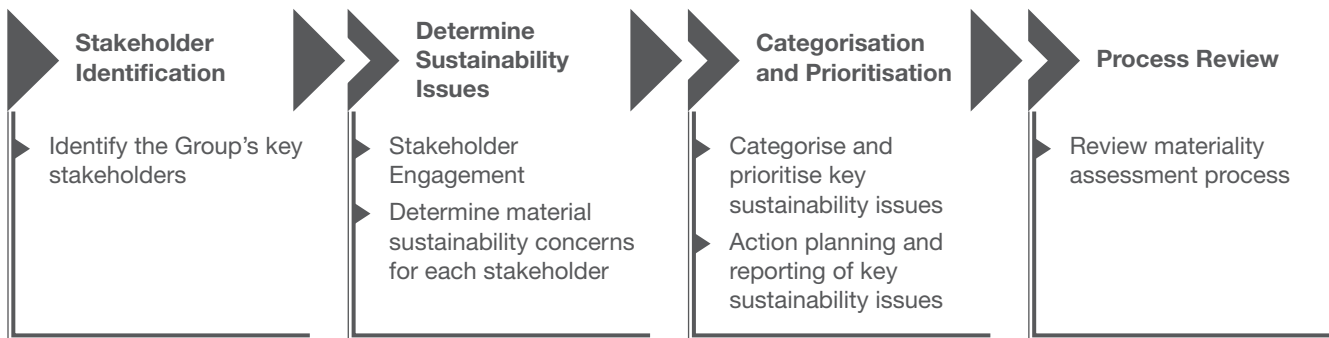 Stakeholder
Identification
Identify the Group’s key
stakeholders
Determine
Sustainability
Issues
Stakeholder
Engagement
Determine material
sustainability concerns
for each stakeholder
Categorisation
and Prioritisation
Categorise and
prioritise key
sustainability issues
Action planning and
reporting of key
sustainability issues
Process Review
Review materiality
assessment process